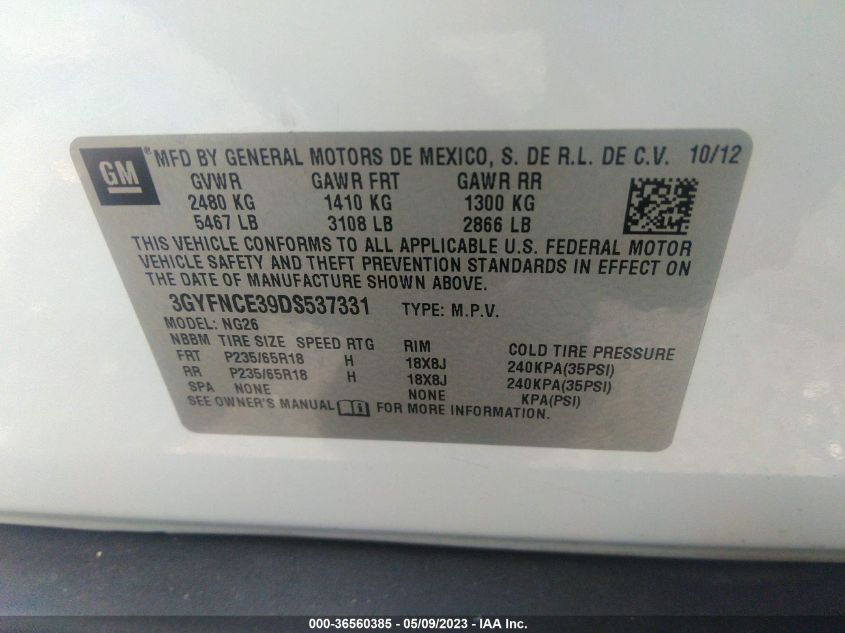 GM ® MFD BY GENERAL MOTORS DE MEXICO, S. DE R.L. DE C.V. 10/12
GVWR GAWR FRT GAWR RR
2480 KG 1410 KG 1300 KG
5467 LB 3108 LB 2866 LB
THIS VEHICLE CONFORMS TO ALL APPLICABLE U.S. FEDERAL MOTOR
VEHICLE SAFETY AND THEFT PREVENTION STANDARDS IN EFFECT ON
THE DATE OF MANUFACTURE SHOWN ABOVE.
3GYFNCE39DS537331 TYPE: M.P.V.
MODEL: NG26
NBBM TIRE SIZE SPEED RTG RIM COLD TIRE PRESSURE
FRT P235/65R18 H 18X8J 240KPA(35PSI)
RR P235/65R18 H 18X8J 240KPA(35PSI)
SPA NONE NONE KPA(PSI)
SEE OWNER'S MANUAL FOR MORE INFORMATION.
000-36560385 - 05/09/2023 - IAA Inc.